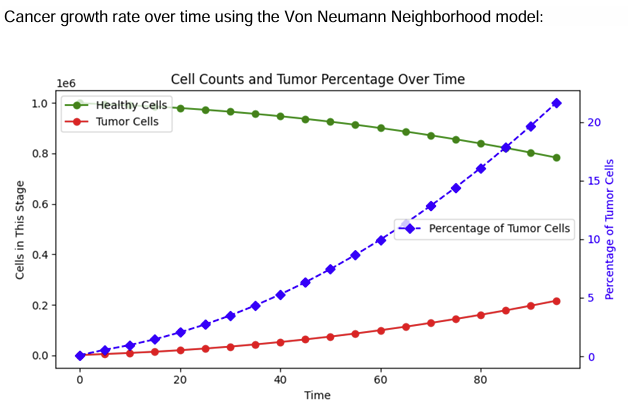 Cancer growth rate over time using the Von Neumann Neighborhood model:
Cell Counts and Tumor Percentage Over Time
1e6
Healthy Cells
Tumor Cells
Percentage of Tumor Cells
1.0
0.8
0.6
0.4
0.2
0.0
Cells in This Stage
20
15
10
5
0
Percentage of Tumor Cells
0 20 40 60 80
Time